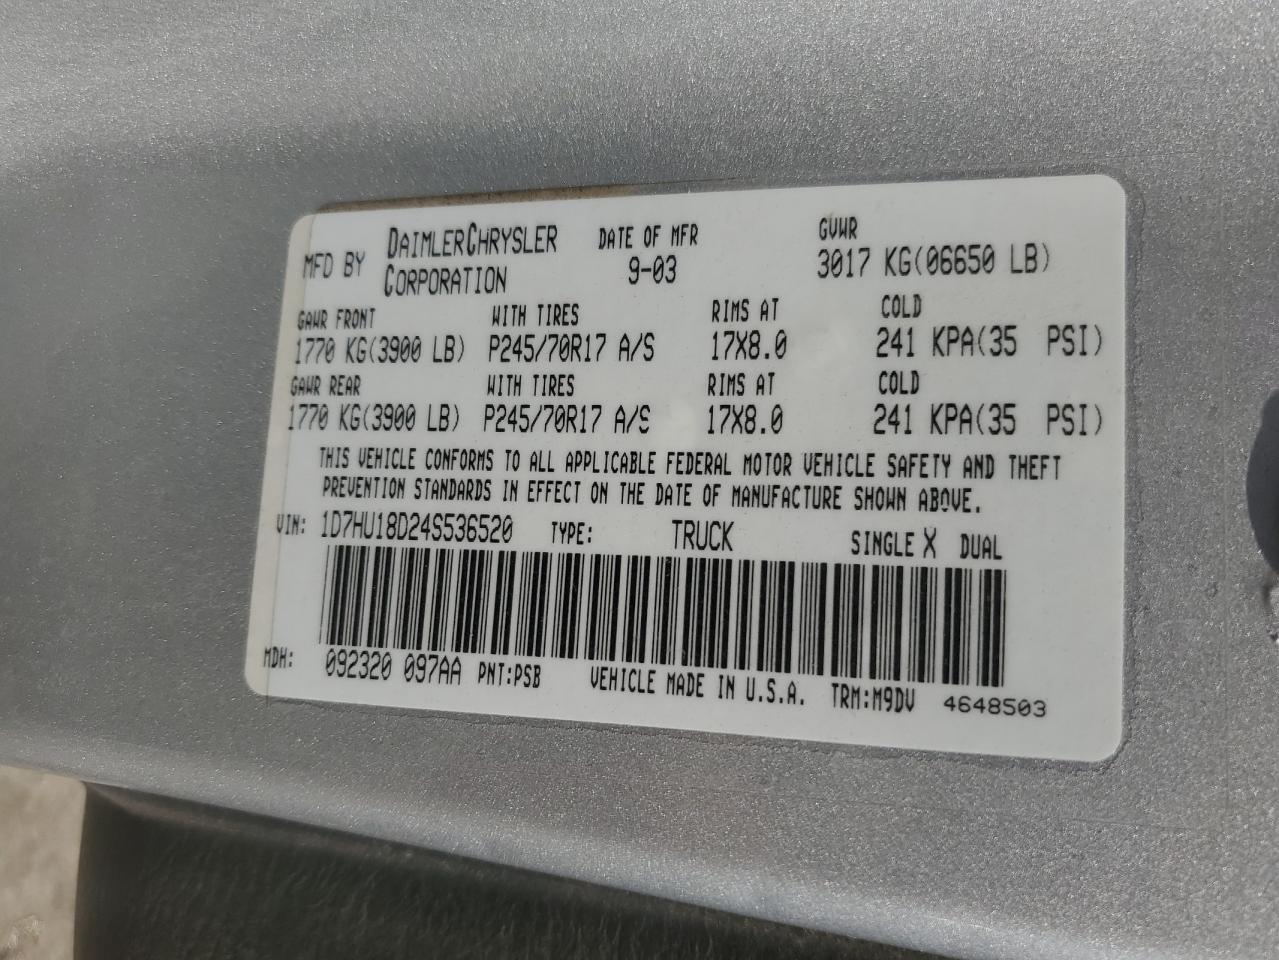 MFD BY DAIMLERCHRYSLER CORPORATION DATE OF MFR 9-03 GVWR 3017 KG(06650 LB)
GAWR FRONT WITH TIRES RIMS AT COLD
1770 KG(3900 LB) P245/70R17 A/S 17X8.0 241 KPA(35 PSI)
GAWR REAR WITH TIRES RIMS AT COLD
1770 KG(3900 LB) P245/70R17 A/S 17X8.0 241 KPA(35 PSI)
THIS VEHICLE CONFORMS TO ALL APPLICABLE FEDERAL MOTOR VEHICLE SAFETY AND THEFT
PREVENTION STANDARDS IN EFFECT ON THE DATE OF MANUFACTURE SHOWN ABOVE.
VIN: 1D7HU18D24S536520 TYPE: TRUCK SINGLE X DUAL
MDH: 092320 097AA PNT:PSB VEHICLE MADE IN U.S.A. TRM:M9DV 4648503